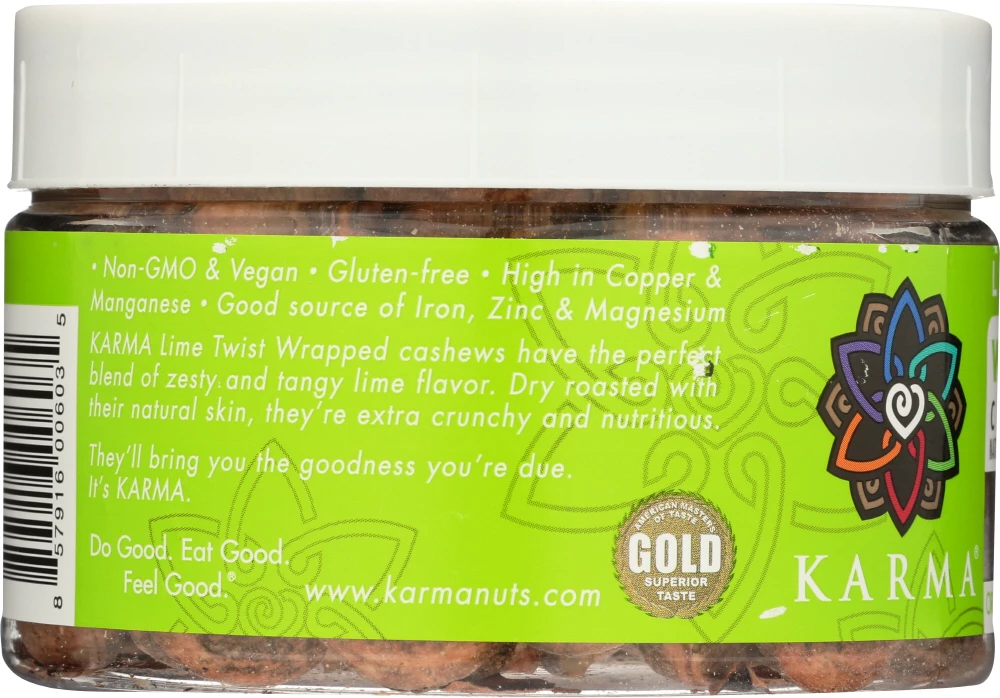 · Non-GMO & Vegan · Gluten-free · High in Copper &
Manganese · Good source of Iron, Zinc & Magnesium
KARMA Lime Twist Wrapped cashews have the perfect
blend of zesty and tangy lime flavor. Dry roasted with
their natural skin, they're extra crunchy and nutritious.
They'll bring you the goodness you're due.
It's KARMA.
Do Good. Eat Good.
Feel Good.®
www.karmanuts.com
AMERICAN MASTERS
OF TASTE
GOLD
SUPERIOR
TASTE
KARMA®
8 57916 00603 5